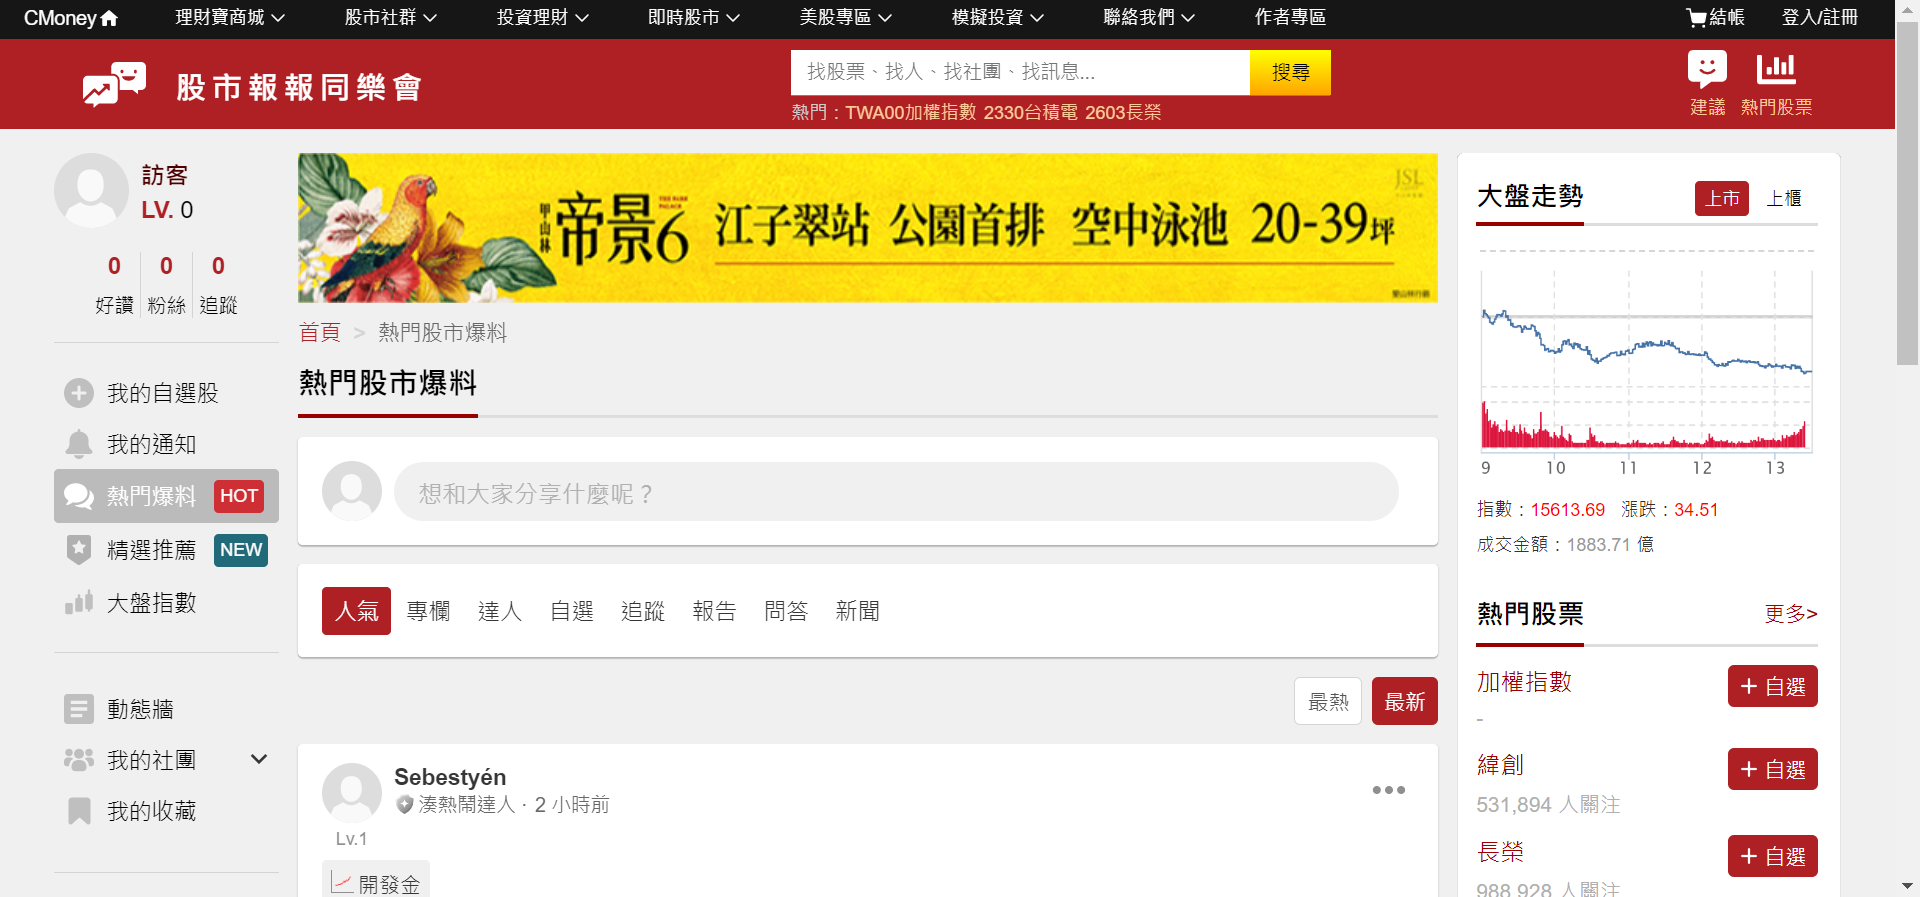 CMoney 理財寶商城 股市社群 投資理財 即時股市 美股專區 模擬投資 聯絡我們 作者專區 結帳 登入/註冊
股市報報同樂會
找股票、找人、找社團、找訊息... 搜尋
熱門：TWA00加權指數 2330台積電 2603長榮
建議 熱門股票
訪客
LV. 0
0 0 0
好讚 粉絲 追蹤
我的自選股
我的通知
熱門爆料 HOT
精選推薦 NEW
大盤指數
動態牆
我的社團
我的收藏
甲山林 帝景6 THE PARK PALACE 江子翠站 公園首排 空中泳池 20-39坪
JSL
首頁 > 熱門股市爆料
熱門股市爆料
想和大家分享什麼呢？
人氣 專欄 達人 自選 追蹤 報告 問答 新聞
最熱 最新
Sebestyén
湊熱鬧達人 · 2 小時前
Lv.1
開發金
大盤走勢 上市 上櫃
9 10 11 12 13
指數：15613.69 漲跌：34.51
成交金額：1883.71 億
熱門股票 更多>
加權指數 + 自選
-
緯創 + 自選
531,894 人關注
長榮 + 自選
988,928 人關注